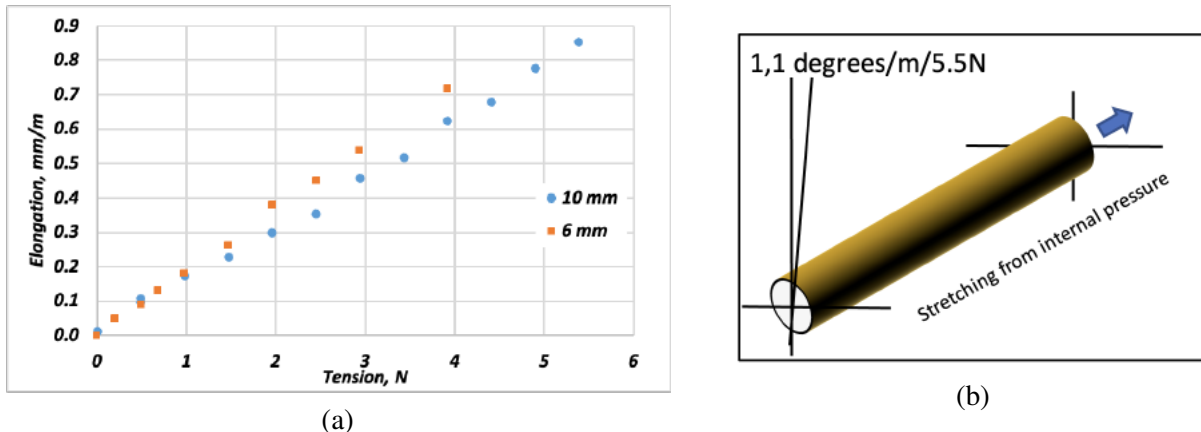 0.9
0.8
0.7
0.6
0.5
0.4
0.3
0.2
0.1
0.0
Elongation, mm/m
0 1 2 3 4 5 6
Tension, N
10 mm
6 mm
(a)
1,1 degrees/m/5.5N
Stretching from internal pressure
(b)